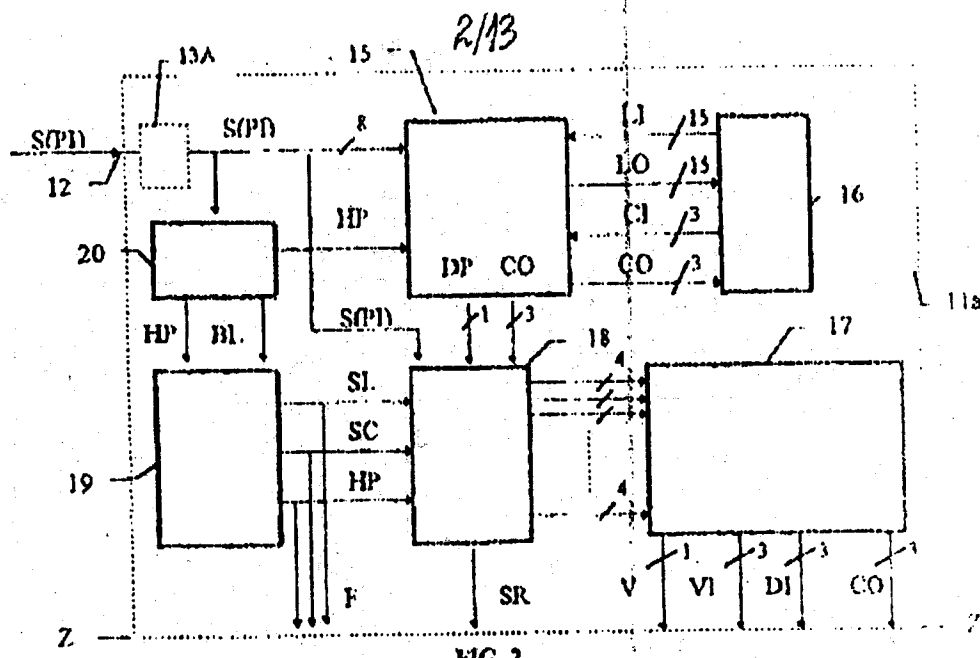 2/13
13A 15
S(PI) S(PI) 8 LI 15
12 LO 15
HP CI 3 16
20 DP CO CO 3
11a
HP BL S(PI) 1 3 18 17
SL 4
SC
19 HP 4
F SR V 1 VI 3 DI 3 CO 3
Z Z
FIG. 2